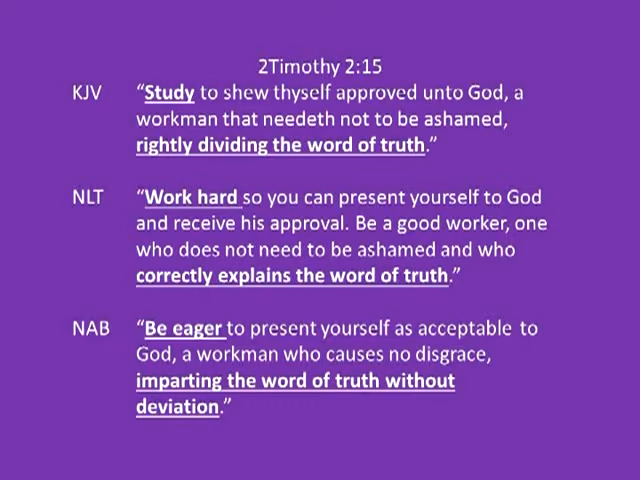 2Timothy 2:15
KJV “Study to shew thyself approved unto God, a
workman that needeth not to be ashamed,
rightly dividing the word of truth.”
NLT “Work hard so you can present yourself to God
and receive his approval. Be a good worker, one
who does not need to be ashamed and who
correctly explains the word of truth.”
NAB “Be eager to present yourself as acceptable to
God, a workman who causes no disgrace,
imparting the word of truth without
deviation.”